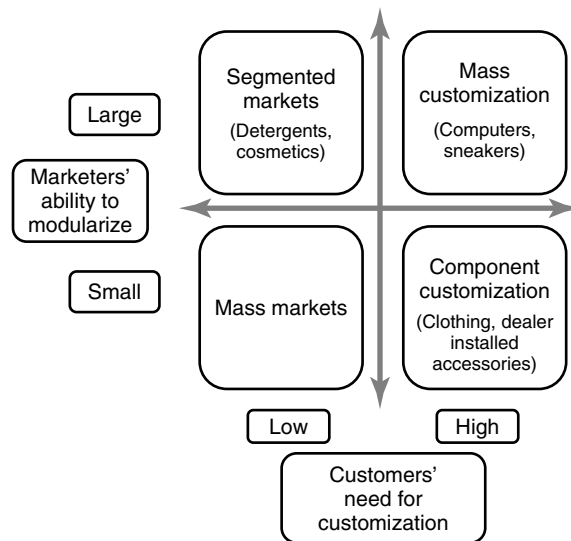 Segmented
markets
(Detergents,
cosmetics)
Mass
customization
(Computers,
sneakers)
Large
Marketers’
ability to
modularize
Small
Mass markets
Component
customization
(Clothing, dealer
installed
accessories)
Low
High
Customers’
need for
customization